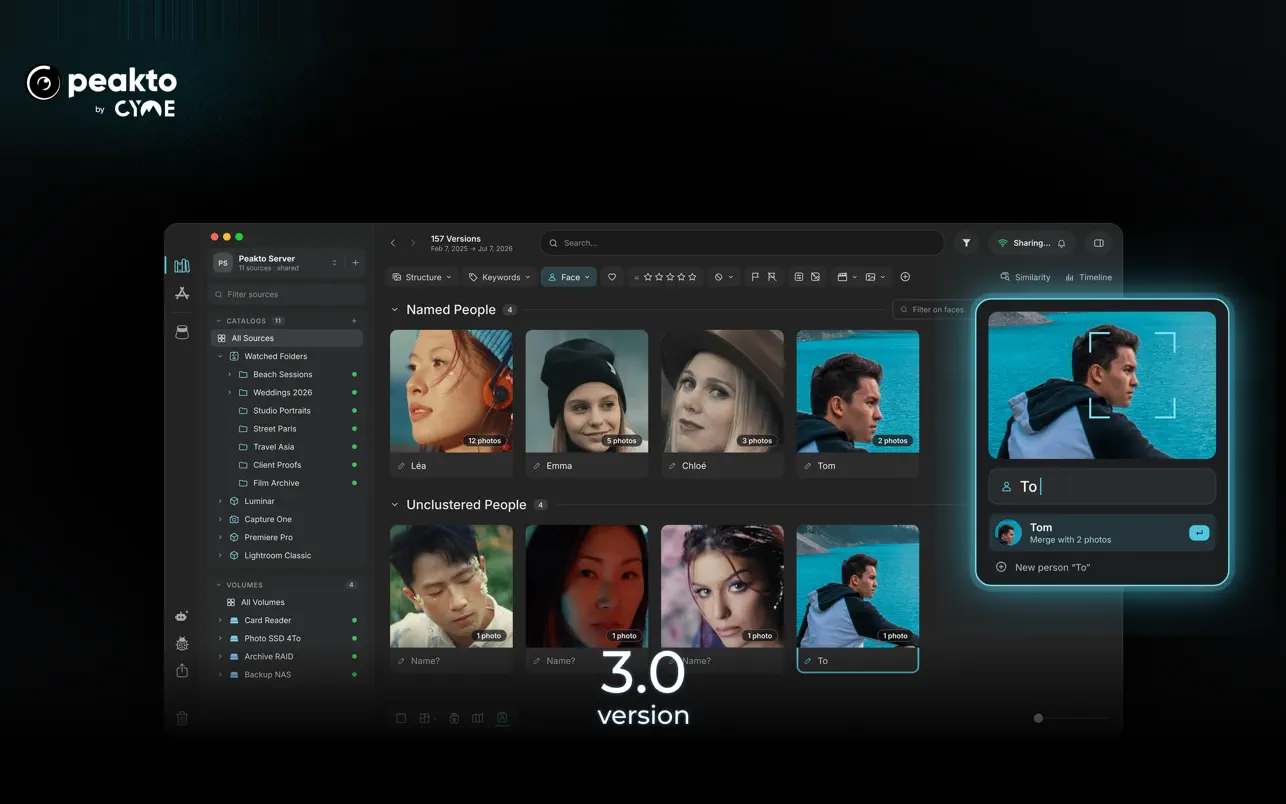 peakto
by CYME
PS
Peakto Server
11 sources · shared
157 Versions
Feb 7, 2025 → Jul 7, 2026
Search...
Sharing...
Structure
Keywords
Face
Similarity
Timeline
Filter sources
CATALOGS 11
All Sources
Watched Folders
Beach Sessions
Weddings 2026
Studio Portraits
Street Paris
Travel Asia
Client Proofs
Film Archive
Luminar
Capture One
Premiere Pro
Lightroom Classic
VOLUMES 4
All Volumes
Card Reader
Photo SSD 4To
Archive RAID
Backup NAS
Named People 4
Filter on faces
12 photos
5 photos
3 photos
2 photos
Léa
Emma
Chloé
Tom
Unclustered People 4
1 photo
1 photo
1 photo
1 photo
Name?
Name?
Name?
To
To
Tom
Merge with 2 photos
New person “To”
3.0
version